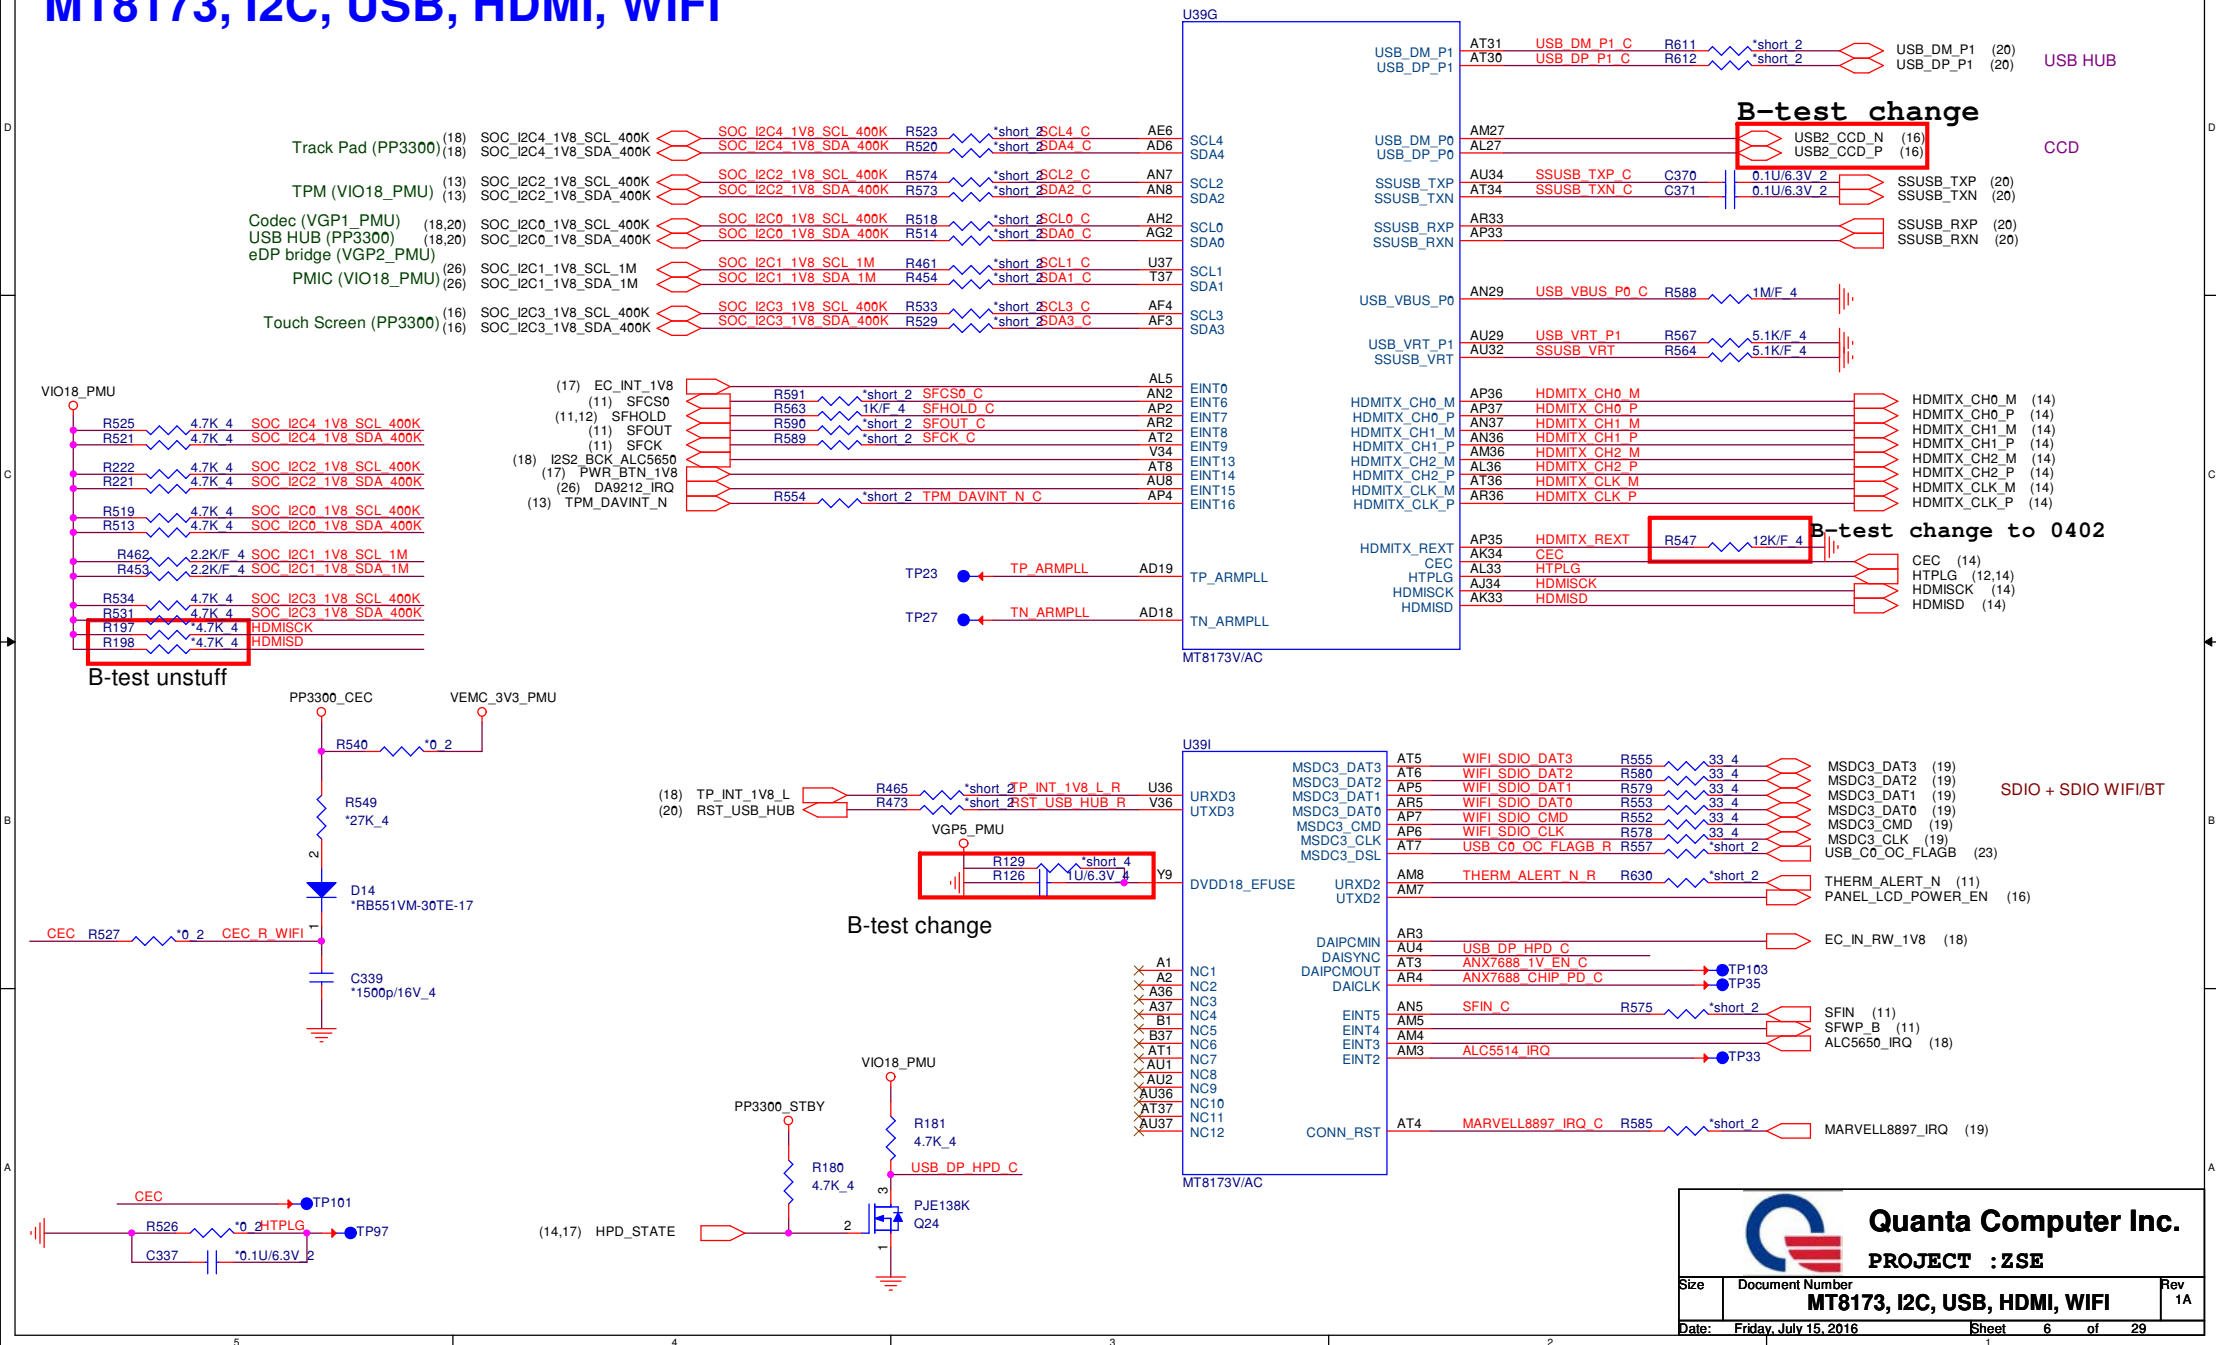 MT8173, I2C, USB, HDMI, WIFI
U39G
USB_DM_P1 AT31 USB_DM_P1_C R611 *short_2 USB_DM_P1 (20)
USB_DP_P1 AT30 USB_DP_P1_C R612 *short_2 USB_DP_P1 (20)
USB HUB
B-test change
USB_DM_P0 AM27 USB2_CCD_N (16)
USB_DP_P0 AL27 USB2_CCD_P (16)
CCD
SSUSB_TXP AU34 SSUSB_TXP_C C370 0.1U/6.3V_2 SSUSB_TXP (20)
SSUSB_TXN AT34 SSUSB_TXN_C C371 0.1U/6.3V_2 SSUSB_TXN (20)
SSUSB_RXP AR33 SSUSB_RXP (20)
SSUSB_RXN AP33 SSUSB_RXN (20)
USB_VBUS_P0 AN29 USB_VBUS_P0_C R588 1M/F_4
USB_VRT_P1 AU29 USB_VRT_P1 R567 5.1K/F_4
SSUSB_VRT AU32 SSUSB_VRT R564 5.1K/F_4
HDMITX_CH0_M AP36 HDMITX_CH0_M HDMITX_CH0_M (14)
HDMITX_CH0_P AP37 HDMITX_CH0_P HDMITX_CH0_P (14)
HDMITX_CH1_M AN37 HDMITX_CH1_M HDMITX_CH1_M (14)
HDMITX_CH1_P AN36 HDMITX_CH1_P HDMITX_CH1_P (14)
HDMITX_CH2_M AM36 HDMITX_CH2_M HDMITX_CH2_M (14)
HDMITX_CH2_P AL36 HDMITX_CH2_P HDMITX_CH2_P (14)
HDMITX_CLK_M AT36 HDMITX_CLK_M HDMITX_CLK_M (14)
HDMITX_CLK_P AR36 HDMITX_CLK_P HDMITX_CLK_P (14)
B-test change to 0402
HDMITX_REXT AP35 HDMITX_REXT R547 12K/F_4
CEC AK34 CEC CEC (14)
HTPLG AL33 HTPLG HTPLG (12,14)
HDMISCK AJ34 HDMISCK HDMISCK (14)
HDMISD AK33 HDMISD HDMISD (14)
Track Pad (PP3300)
(18) SOC_I2C4_1V8_SCL_400K SOC_I2C4_1V8_SCL_400K R523 *short_2 SCL4_C AE6 SCL4
(18) SOC_I2C4_1V8_SDA_400K SOC_I2C4_1V8_SDA_400K R520 *short_2 SDA4_C AD6 SDA4
TPM (VIO18_PMU)
(13) SOC_I2C2_1V8_SCL_400K SOC_I2C2_1V8_SCL_400K R574 *short_2 SCL2_C AN7 SCL2
(13) SOC_I2C2_1V8_SDA_400K SOC_I2C2_1V8_SDA_400K R573 *short_2 SDA2_C AN8 SDA2
Codec (VGP1_PMU)
USB HUB (PP3300)
eDP bridge (VGP2_PMU)
(18,20) SOC_I2C0_1V8_SCL_400K SOC_I2C0_1V8_SCL_400K R518 *short_2 SCL0_C AH2 SCL0
(18,20) SOC_I2C0_1V8_SDA_400K SOC_I2C0_1V8_SDA_400K R514 *short_2 SDA0_C AG2 SDA0
PMIC (VIO18_PMU)
(26) SOC_I2C1_1V8_SCL_1M SOC_I2C1_1V8_SCL_1M R461 *short_2 SCL1_C U37 SCL1
(26) SOC_I2C1_1V8_SDA_1M SOC_I2C1_1V8_SDA_1M R454 *short_2 SDA1_C T37 SDA1
Touch Screen (PP3300)
(16) SOC_I2C3_1V8_SCL_400K SOC_I2C3_1V8_SCL_400K R533 *short_2 SCL3_C AF4 SCL3
(16) SOC_I2C3_1V8_SDA_400K SOC_I2C3_1V8_SDA_400K R529 *short_2 SDA3_C AF3 SDA3
(17) EC_INT_1V8 AL5 EINT0
(11) SFCS0 R591 *short_2 SFCS0_C AN2 EINT6
(11,12) SFHOLD R563 1K/F_4 SFHOLD_C AP2 EINT7
(11) SFOUT R590 *short_2 SFOUT_C AR2 EINT8
(11) SFCK R589 *short_2 SFCK_C AT2 EINT9
(18) I2S2_BCK_ALC5650 V34 EINT13
(17) PWR_BTN_1V8 AT8 EINT14
(26) DA9212_IRQ AU8 EINT15
(13) TPM_DAVINT_N R554 *short_2 TPM_DAVINT_N_C AP4 EINT16
TP23 TP_ARMPLL AD19 TP_ARMPLL
TP27 TN_ARMPLL AD18 TN_ARMPLL
MT8173V/AC
VIO18_PMU
R525 4.7K_4 SOC_I2C4_1V8_SCL_400K
R521 4.7K_4 SOC_I2C4_1V8_SDA_400K
R222 4.7K_4 SOC_I2C2_1V8_SCL_400K
R221 4.7K_4 SOC_I2C2_1V8_SDA_400K
R519 4.7K_4 SOC_I2C0_1V8_SCL_400K
R513 4.7K_4 SOC_I2C0_1V8_SDA_400K
R462 2.2K/F_4 SOC_I2C1_1V8_SCL_1M
R453 2.2K/F_4 SOC_I2C1_1V8_SDA_1M
R534 4.7K_4 SOC_I2C3_1V8_SCL_400K
R531 4.7K_4 SOC_I2C3_1V8_SDA_400K
R197 *4.7K_4 HDMISCK
R198 *4.7K_4 HDMISD
B-test unstuff
PP3300_CEC VEMC_3V3_PMU
R540 *0_2
R549
*27K_4
2
D14
*RB551VM-30TE-17
1
CEC R527 *0_2 CEC_R_WIFI
C339
*1500p/16V_4
U39I
(18) TP_INT_1V8_L R465 *short_2 TP_INT_1V8_L_R U36 URXD3
(20) RST_USB_HUB R473 *short_2 RST_USB_HUB_R V36 UTXD3
VGP5_PMU
R129 *short_4
R126 1U/6.3V_4 Y9 DVDD18_EFUSE
B-test change
A1 NC1
A2 NC2
A36 NC3
A37 NC4
B1 NC5
B37 NC6
AT1 NC7
AU1 NC8
AU2 NC9
AU36 NC10
AT37 NC11
AU37 NC12
MSDC3_DAT3 AT5 WIFI_SDIO_DAT3 R555 33_4 MSDC3_DAT3 (19)
MSDC3_DAT2 AT6 WIFI_SDIO_DAT2 R580 33_4 MSDC3_DAT2 (19)
MSDC3_DAT1 AP5 WIFI_SDIO_DAT1 R579 33_4 MSDC3_DAT1 (19)
MSDC3_DAT0 AR5 WIFI_SDIO_DAT0 R553 33_4 MSDC3_DAT0 (19)
MSDC3_CMD AP7 WIFI_SDIO_CMD R552 33_4 MSDC3_CMD (19)
MSDC3_CLK AP6 WIFI_SDIO_CLK R578 33_4 MSDC3_CLK (19)
MSDC3_DSL AT7 USB_C0_OC_FLAGB_R R557 *short_2 USB_C0_OC_FLAGB (23)
SDIO + SDIO WIFI/BT
URXD2 AM8 THERM_ALERT_N_R R630 *short_2 THERM_ALERT_N (11)
UTXD2 AM7 PANEL_LCD_POWER_EN (16)
DAIPCMIN AR3 EC_IN_RW_1V8 (18)
DAISYNC AU4 USB_DP_HPD_C
DAIPCMOUT AT3 ANX7688_1V_EN_C TP103
DAICLK AR4 ANX7688_CHIP_PD_C TP35
EINT5 AN5 SFIN_C R575 *short_2 SFIN (11)
EINT4 AM5 SFWP_B (11)
EINT3 AM4 ALC5650_IRQ (18)
EINT2 AM3 ALC5514_IRQ TP33
CONN_RST AT4 MARVELL8897_IRQ_C R585 *short_2 MARVELL8897_IRQ (19)
MT8173V/AC
VIO18_PMU
PP3300_STBY
R181
4.7K_4
R180
4.7K_4
USB_DP_HPD_C
3
PJE138K
Q24
(14,17) HPD_STATE 2
1
CEC TP101
R526 *0_2 HTPLG TP97
C337 *0.1U/6.3V_2
Quanta Computer Inc.
PROJECT : ZSE
Size Document Number Rev
MT8173, I2C, USB, HDMI, WIFI 1A
Date: Friday, July 15, 2016 Sheet 6 of 29
D D
C C
B B
A A
5 4 3 2 1